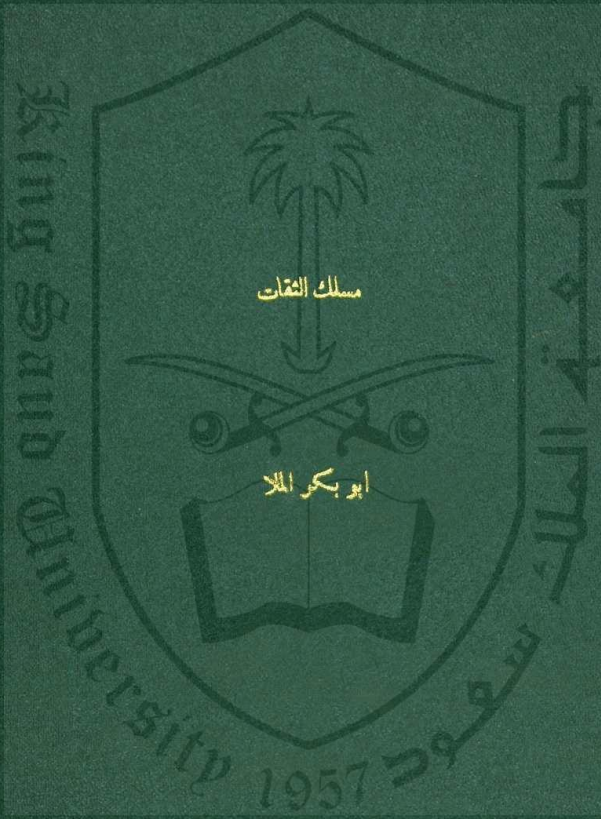 مسلك الثقات
ابو بكر الملا
King Saud University
1957
جامعة الملك سعود